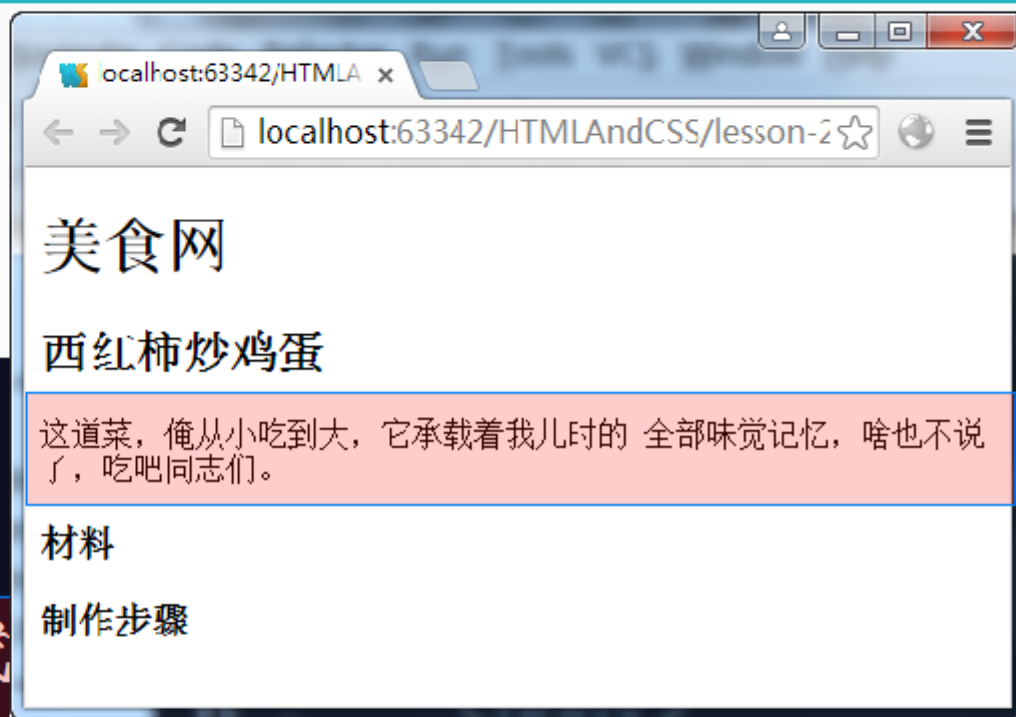 localhost:63342/HTMLA
localhost:63342/HTMLAndCSS/lesson-2
美食网
西红柿炒鸡蛋
这道菜，俺从小吃到大，它承载着我儿时的 全部味觉记忆，啥也不说
了，吃吧同志们。
材料
制作步骤